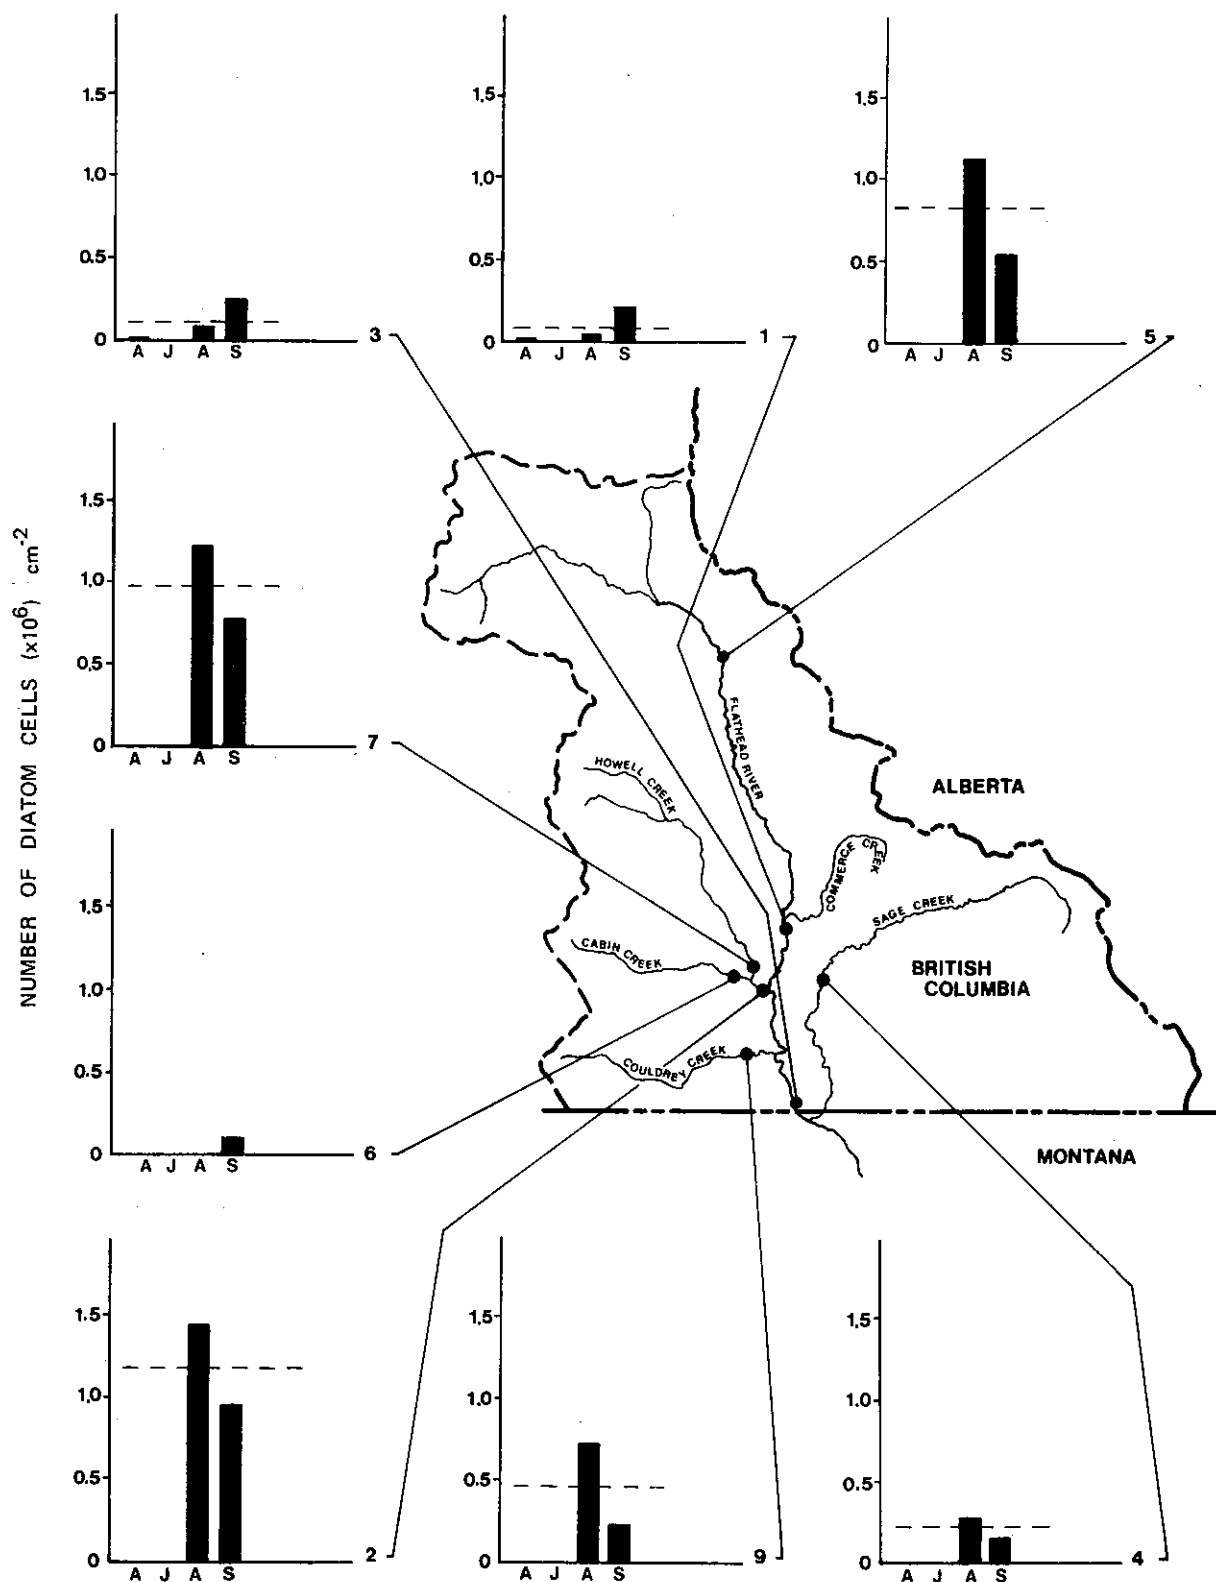 NUMBER OF DIATOM CELLS (x10⁶) cm⁻²
1.5
1.0
0.5
0
A J A S
3
1.5
1.0
0.5
0
A J A S
1
1.5
1.0
0.5
0
A J A S
5
1.5
1.0
0.5
0
A J A S
7
1.5
1.0
0.5
0
A J A S
6
1.5
1.0
0.5
0
A J A S
2
1.5
1.0
0.5
0
A J A S
9
1.5
1.0
0.5
0
A J A S
4
FLATHEAD RIVER
HOWELL CREEK
ALBERTA
COMMERCE CREEK
SAGE CREEK
CABIN CREEK
BRITISH
COLUMBIA
COULDREY CREEK
MONTANA